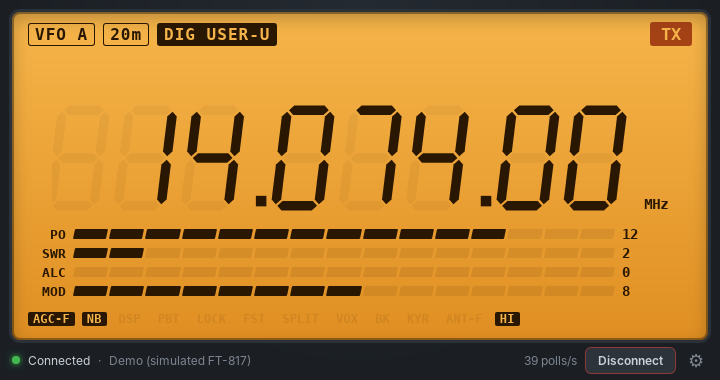 VFO A 20m DIG USER-U TX
14.074.00 MHz
PO 12
SWR 2
ALC 0
MOD 8
AGC-F NB DSP PBT LOCK FST SPLIT VOX BK KYR ANT-F HI
Connected · Demo (simulated FT-817) 39 polls/s Disconnect